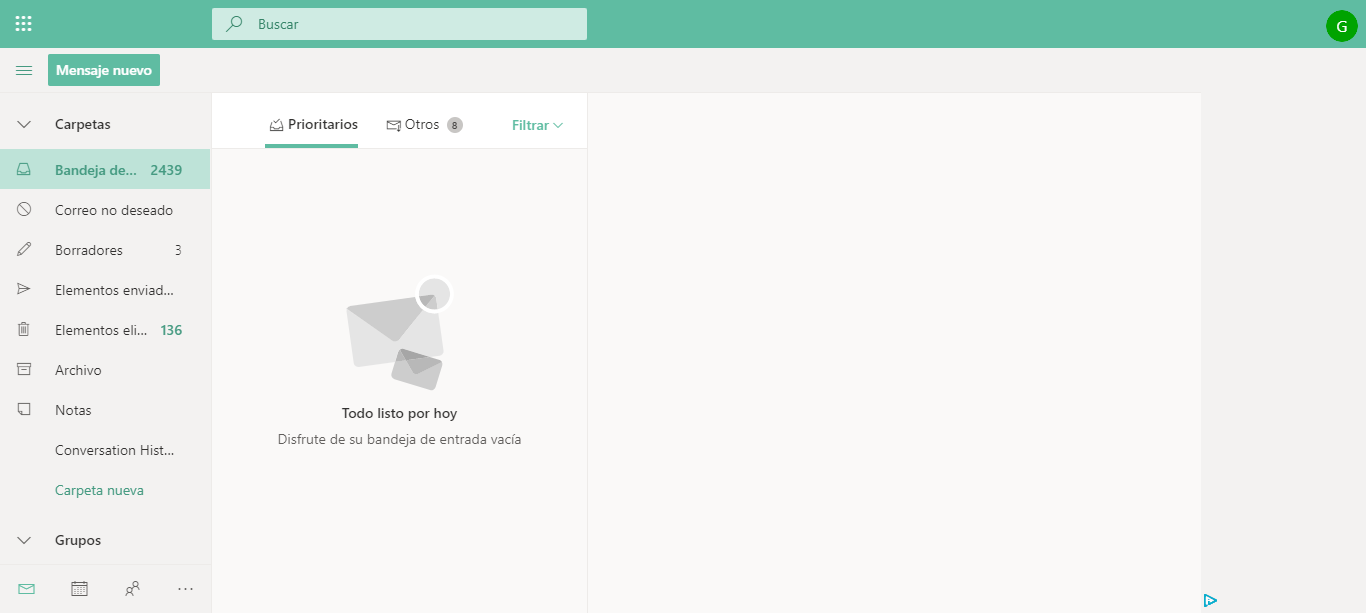 Buscar
G
Mensaje nuevo
Carpetas
Prioritarios
Otros 8
Filtrar
Bandeja de... 2439
Correo no deseado
Borradores 3
Elementos enviad...
Elementos eli... 136
Archivo
Notas
Conversation Hist...
Carpeta nueva
Grupos
Todo listo por hoy
Disfrute de su bandeja de entrada vacía